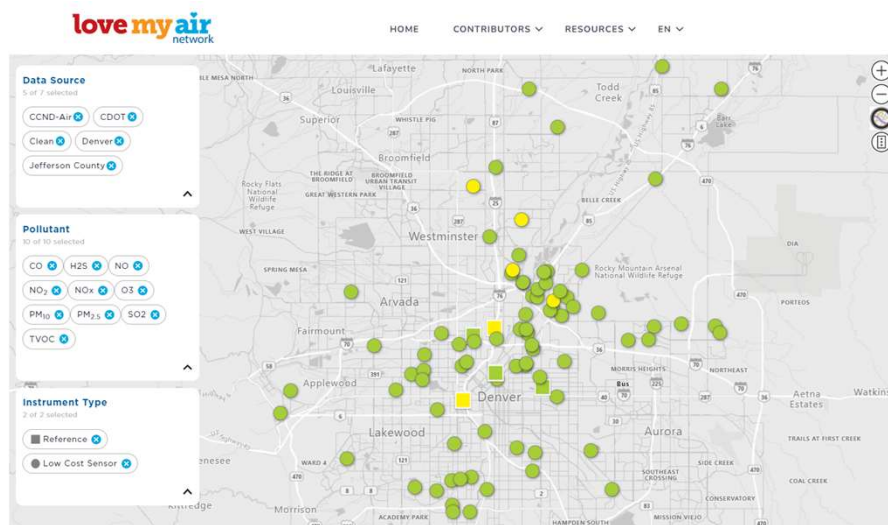 love my air
network
HOME
CONTRIBUTORS
RESOURCES
EN
Data Source
5 of 7 selected
CCND-Air
CDOT
Clean
Denver
Jefferson County
Pollutant
10 of 10 selected
CO
H2S
NO
NO₂
NOx
O3
PM₁₀
PM₂.₅
SO2
TVOC
Instrument Type
2 of 2 selected
Reference
Low Cost Sensor
Lafayette
NORTH PARK
Todd
Creek
Louisville
Superior
WHISTLE PIG
Barr
Lake
Broomfield
THE RIDGE AT
BROOMFIELD
BROOMFIELD
URBAN TRANSIT
VILLAGE
Rocky Flats
National
Wildlife
Refuge
GREAT WESTERN PARK
BELLE CREEK
WEST VILLAGE
Westminster
DIA
SPRING MESA
Rocky Mountain Arsenal
National Wildlife
Refuge
Arvada
PORTEOS
Fairmount
MORRIS HEIGHTS
NORTHEAST
Applewood
Bus
Denver
Aetna
Estates
Watkins
Lakewood
Aurora
TRAILS AT FIRST CREEK
WARD 4
SIDE CREEK
SOUTHEAST
CROSSING
COAL CREEK
Morrison
CONSERVATORY
Kittredge
ACADEMY PARK
HAMPDEN SOUTH
MISSION VIEJO